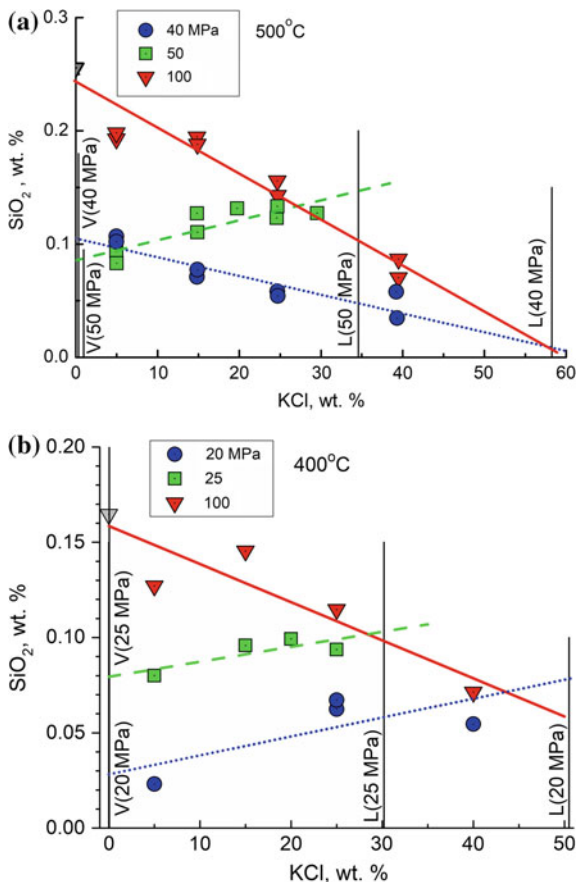 (a)
40 MPa
50
100
500°C
0.3
0.2
0.1
0.0
SiO2 , wt. %
V(40 MPa)
V(50 MPa)
L(50 MPa)
L(40 MPa)
0 10 20 30 40 50 60
KCl, wt. %
(b)
20 MPa
25
100
400°C
0.20
0.15
0.10
0.05
0.00
SiO2, wt. %
V(25 MPa)
V(20 MPa)
L(25 MPa)
L(20 MPa)
0 10 20 30 40 50
KCl, wt. %